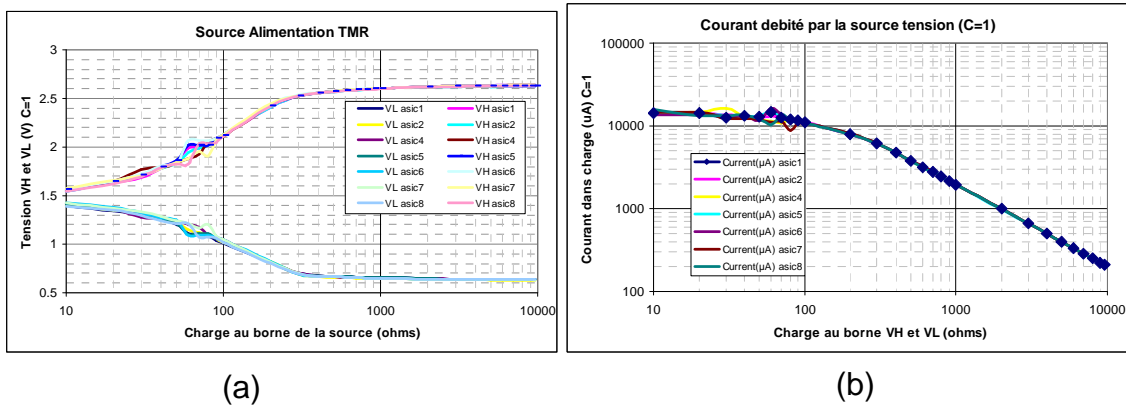 Source Alimentation TMR
Tension VH et VL (V) C=1
3
2.5
2
1.5
1
0.5
10
100
1000
10000
Charge au borne de la source (ohms)
VL asic1
VH asic1
VL asic2
VH asic2
VL asic4
VH asic4
VL asic5
VH asic5
VL asic6
VH asic6
VL asic7
VH asic7
VL asic8
VH asic8
(a)
Courant debité par la source tension (C=1)
Courant dans charge (uA) C=1
100000
10000
1000
100
10
100
1000
10000
Charge au borne VH et VL (ohms)
Current(µA) asic1
Current(µA) asic2
Current(µA) asic4
Current(µA) asic5
Current(µA) asic6
Current(µA) asic7
Current(µA) asic8
(b)